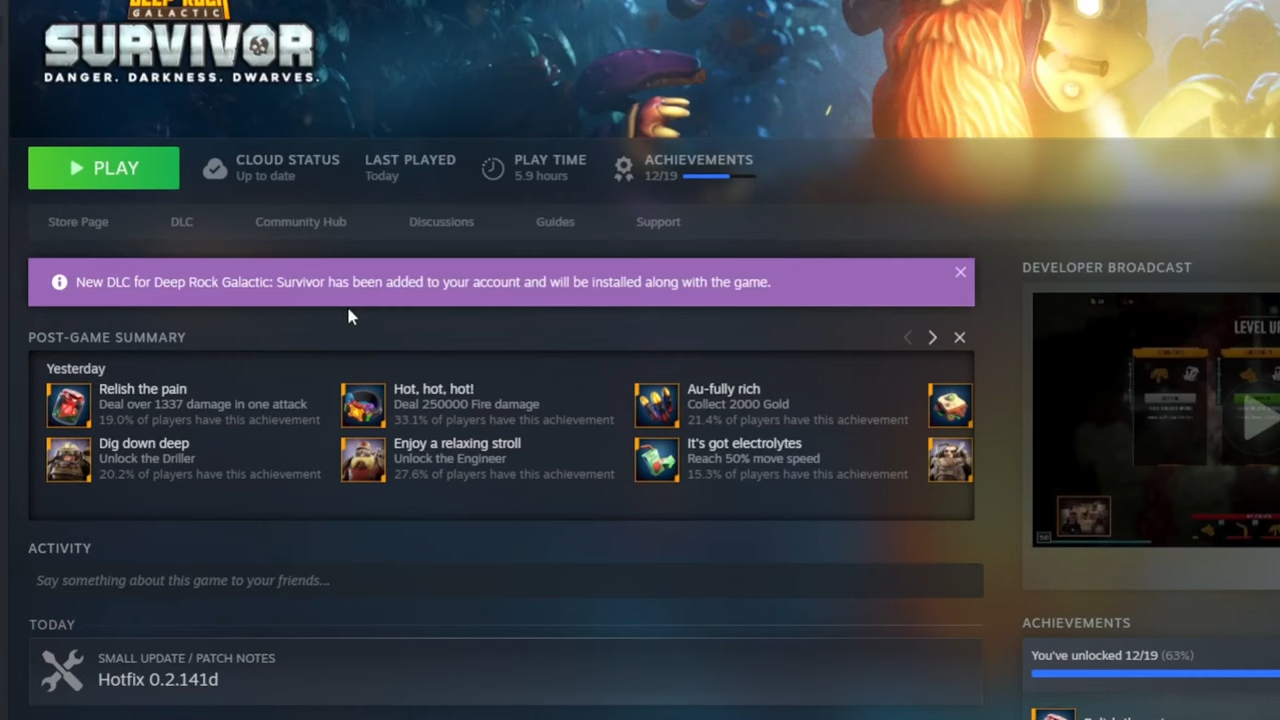 DEEP ROCK
GALACTIC
SURVIVOR
DANGER. DARKNESS. DWARVES.
PLAY
CLOUD STATUS
Up to date
LAST PLAYED
Today
PLAY TIME
5.9 hours
ACHIEVEMENTS
12/19
Store Page
DLC
Community Hub
Discussions
Guides
Support
New DLC for Deep Rock Galactic: Survivor has been added to your account and will be installed along with the game.
DEVELOPER BROADCAST
LEVEL U
POST-GAME SUMMARY
Yesterday
Relish the pain
Deal over 1337 damage in one attack
19.0% of players have this achievement
Hot, hot, hot!
Deal 250000 Fire damage
33.1% of players have this achievement
Au-fully rich
Collect 2000 Gold
21.4% of players have this achievement
Dig down deep
Unlock the Driller
20.2% of players have this achievement
Enjoy a relaxing stroll
Unlock the Engineer
27.6% of players have this achievement
It's got electrolytes
Reach 50% move speed
15.3% of players have this achievement
ACTIVITY
Say something about this game to your friends...
TODAY
SMALL UPDATE / PATCH NOTES
Hotfix 0.2.141d
ACHIEVEMENTS
You've unlocked 12/19 (63%)